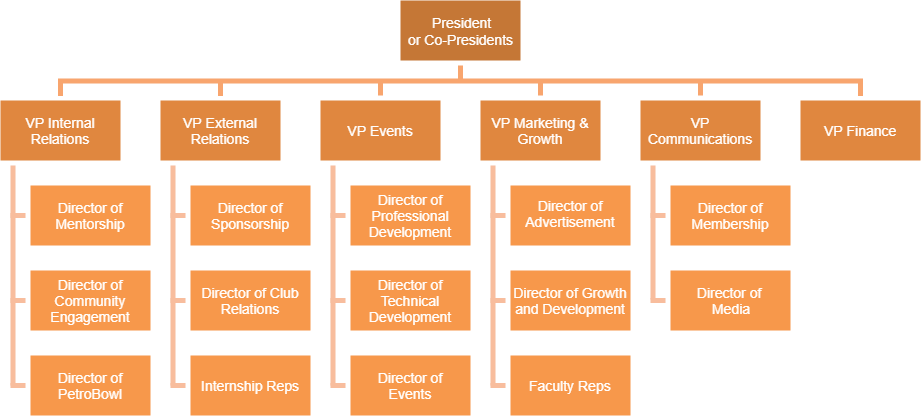 President
or Co-Presidents
VP Internal
Relations
VP External
Relations
VP Events
VP Marketing &
Growth
VP
Communications
VP Finance
Director of
Mentorship
Director of
Sponsorship
Director of
Professional
Development
Director of
Advertisement
Director of
Membership
Director of
Community
Engagement
Director of Club
Relations
Director of
Technical
Development
Director of Growth
and Development
Director of
Media
Director of
PetroBowl
Internship Reps
Director of
Events
Faculty Reps